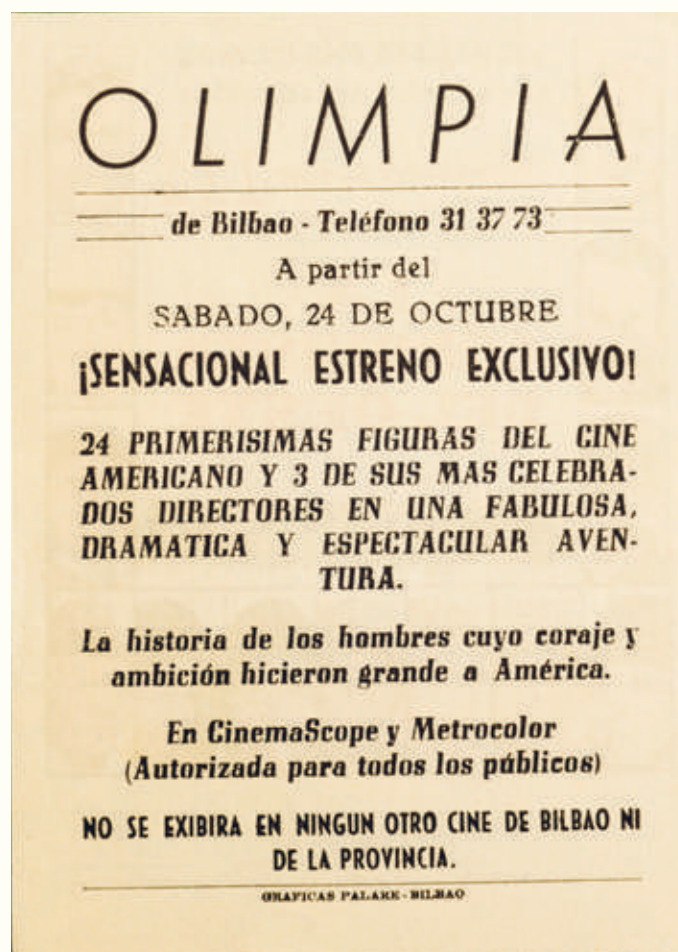 OLIMPIA
de Bilbao - Teléfono 31 37 73
A partir del
SABADO, 24 DE OCTUBRE
¡SENSACIONAL ESTRENO EXCLUSIVO!
24 PRIMERISIMAS FIGURAS DEL CINE
AMERICANO Y 3 DE SUS MAS CELEBRA-
DOS DIRECTORES EN UNA FABULOSA,
DRAMATICA Y ESPECTACULAR AVEN-
TURA.
La historia de los hombres cuyo coraje y
ambición hicieron grande a América.
En CinemaScope y Metrocolor
(Autorizada para todos los públicos)
NO SE EXIBIRA EN NINGUN OTRO CINE DE BILBAO NI
DE LA PROVINCIA.
GRAFICAS PALARE - BILBAO